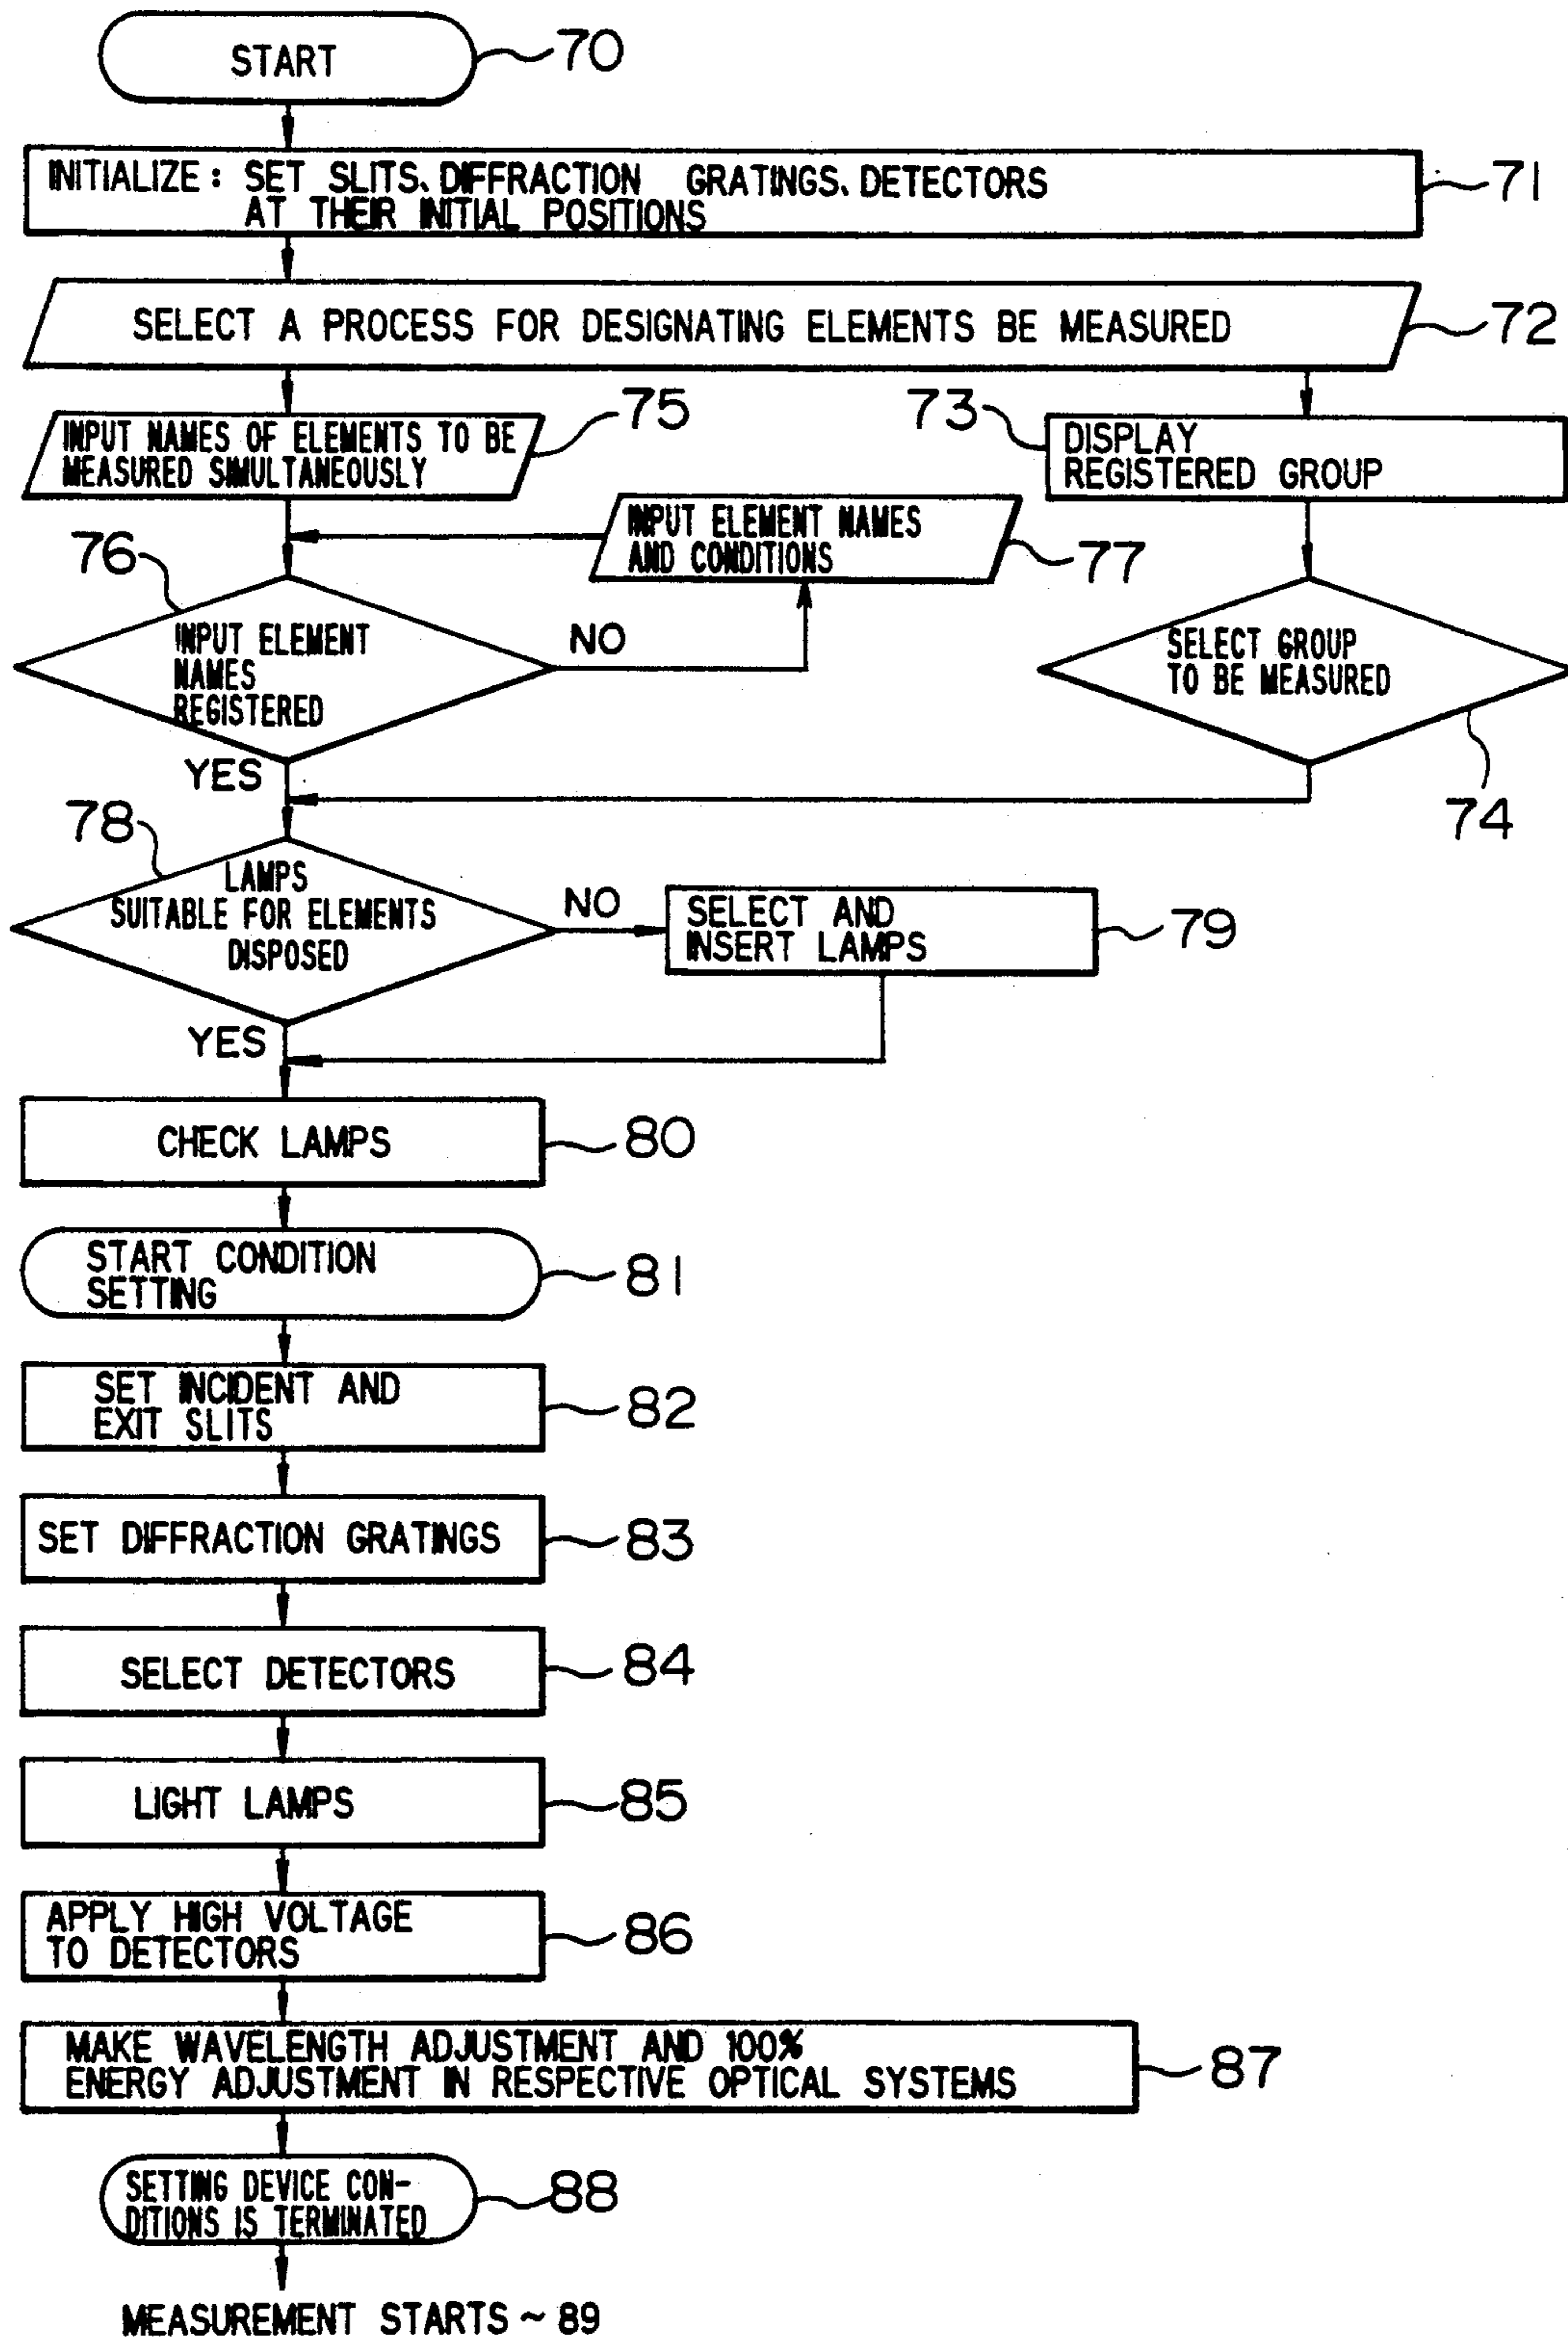 START
70
INITIALIZE : SET SLITS、DIFFRACTION GRATINGS、DETECTORS
AT THEIR INITIAL POSITIONS
71
SELECT A PROCESS FOR DESIGNATING ELEMENTS BE MEASURED
72
INPUT NAMES OF ELEMENTS TO BE
MEASURED SIMULTANEOUSLY
75
73
DISPLAY
REGISTERED GROUP
INPUT ELEMENT NAMES
AND CONDITIONS
77
76
INPUT ELEMENT
NAMES
REGISTERED
NO
YES
SELECT GROUP
TO BE MEASURED
74
78
LAMPS
SUITABLE FOR ELEMENTS
DISPOSED
NO
YES
SELECT AND
INSERT LAMPS
79
CHECK LAMPS
80
START CONDITION
SETTING
81
SET INCIDENT AND
EXIT SLITS
82
SET DIFFRACTION GRATINGS
83
SELECT DETECTORS
84
LIGHT LAMPS
85
APPLY HIGH VOLTAGE
TO DETECTORS
86
MAKE WAVELENGTH ADJUSTMENT AND 100%
ENERGY ADJUSTMENT IN RESPECTIVE OPTICAL SYSTEMS
87
SETTING DEVICE CON-
DITIONS IS TERMINATED
88
MEASUREMENT STARTS ~ 89